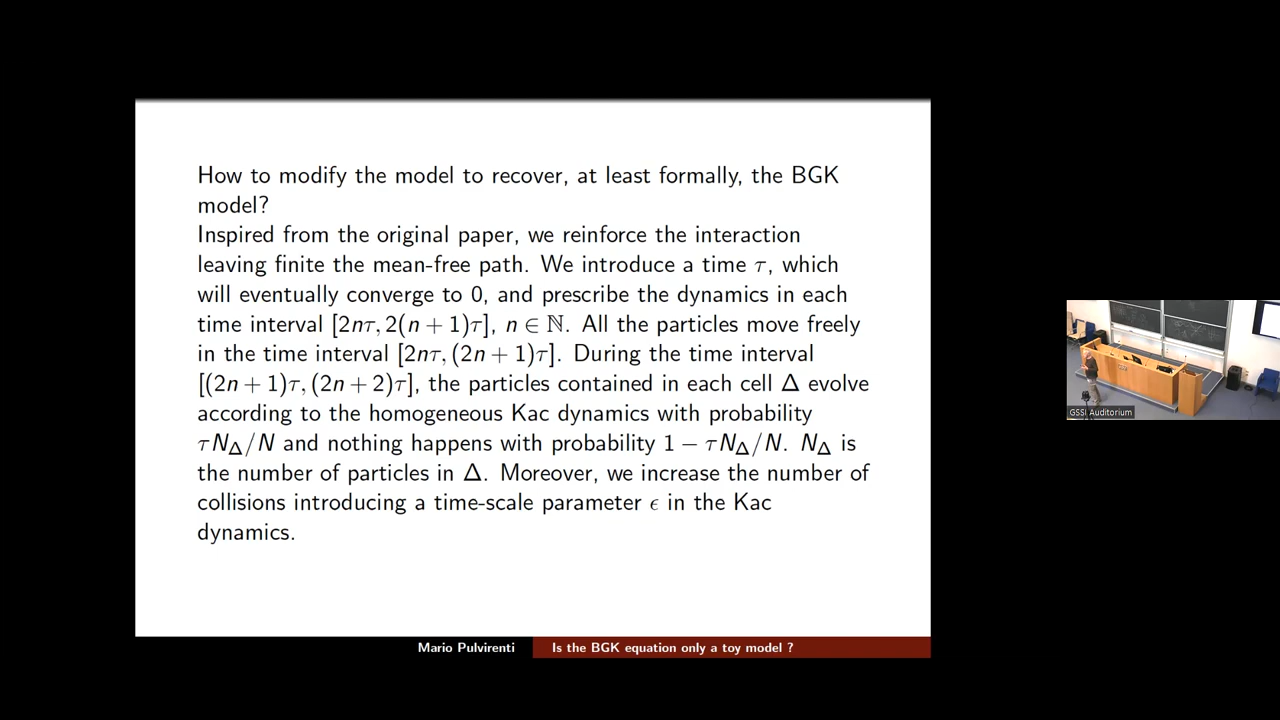 How to modify the model to recover, at least formally, the BGK
model?
Inspired from the original paper, we reinforce the interaction
leaving finite the mean-free path. We introduce a time τ, which
will eventually converge to 0, and prescribe the dynamics in each
time interval [2nτ, 2(n + 1)τ], n ∈ ℕ. All the particles move freely
in the time interval [2nτ, (2n + 1)τ]. During the time interval
[(2n + 1)τ, (2n + 2)τ], the particles contained in each cell Δ evolve
according to the homogeneous Kac dynamics with probability
τN_Δ/N and nothing happens with probability 1 − τN_Δ/N. N_Δ is
the number of particles in Δ. Moreover, we increase the number of
collisions introducing a time-scale parameter ϵ in the Kac
dynamics.
GSSI Auditorium
Mario Pulvirenti Is the BGK equation only a toy model ?